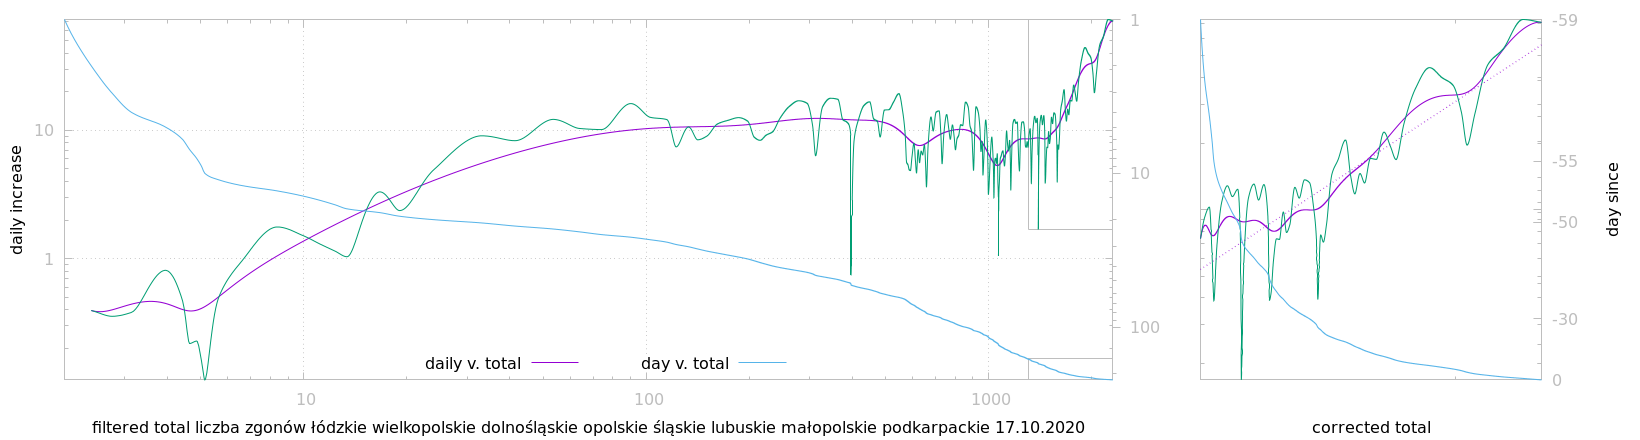 1
-59
10
daily increase
10
-55
1
-50
day since
100
-30
daily v. total
day v. total
0
10
100
1000
filtered total liczba zgonów łódzkie wielkopolskie dolnośląskie opolskie śląskie lubuskie małopolskie podkarpackie 17.10.2020
corrected total